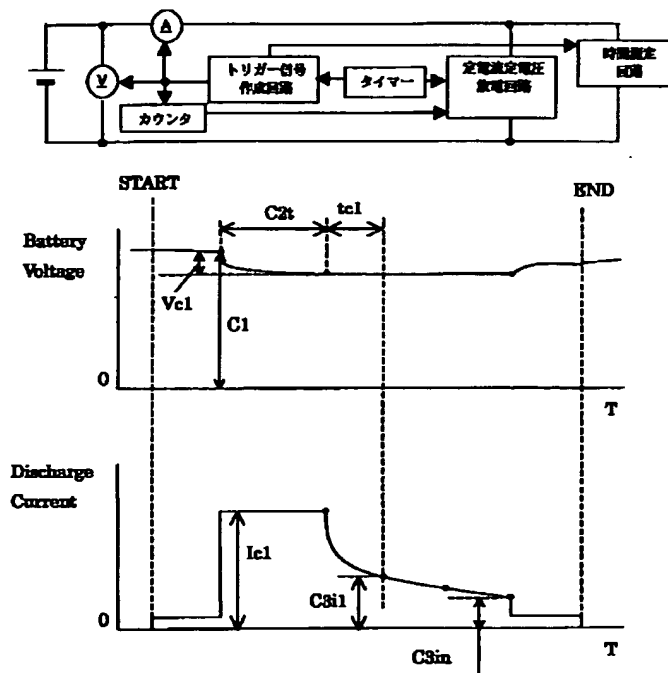 A
V
トリガー信号
作成回路
タイマー
定電流定電圧
放電回路
時間測定
回路
カウンタ
START
END
C2t
tc1
Battery
Voltage
Vc1
C1
0
T
Discharge
Current
Ic1
C3i1
0
T
C3in